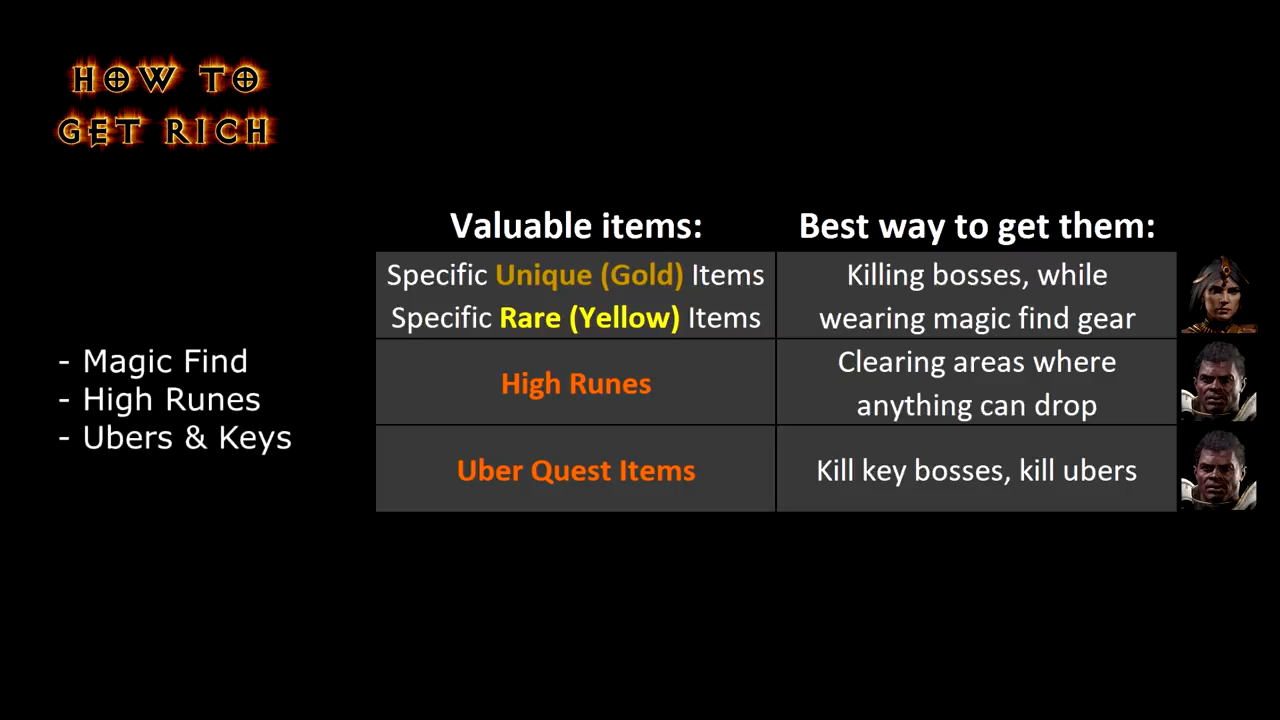 HOW TO
GET RICH
- Magic Find
- High Runes
- Ubers & Keys
Valuable items:
Best way to get them:
Specific Unique (Gold) Items
Specific Rare (Yellow) Items
Killing bosses, while
wearing magic find gear
High Runes
Clearing areas where
anything can drop
Uber Quest Items
Kill key bosses, kill ubers